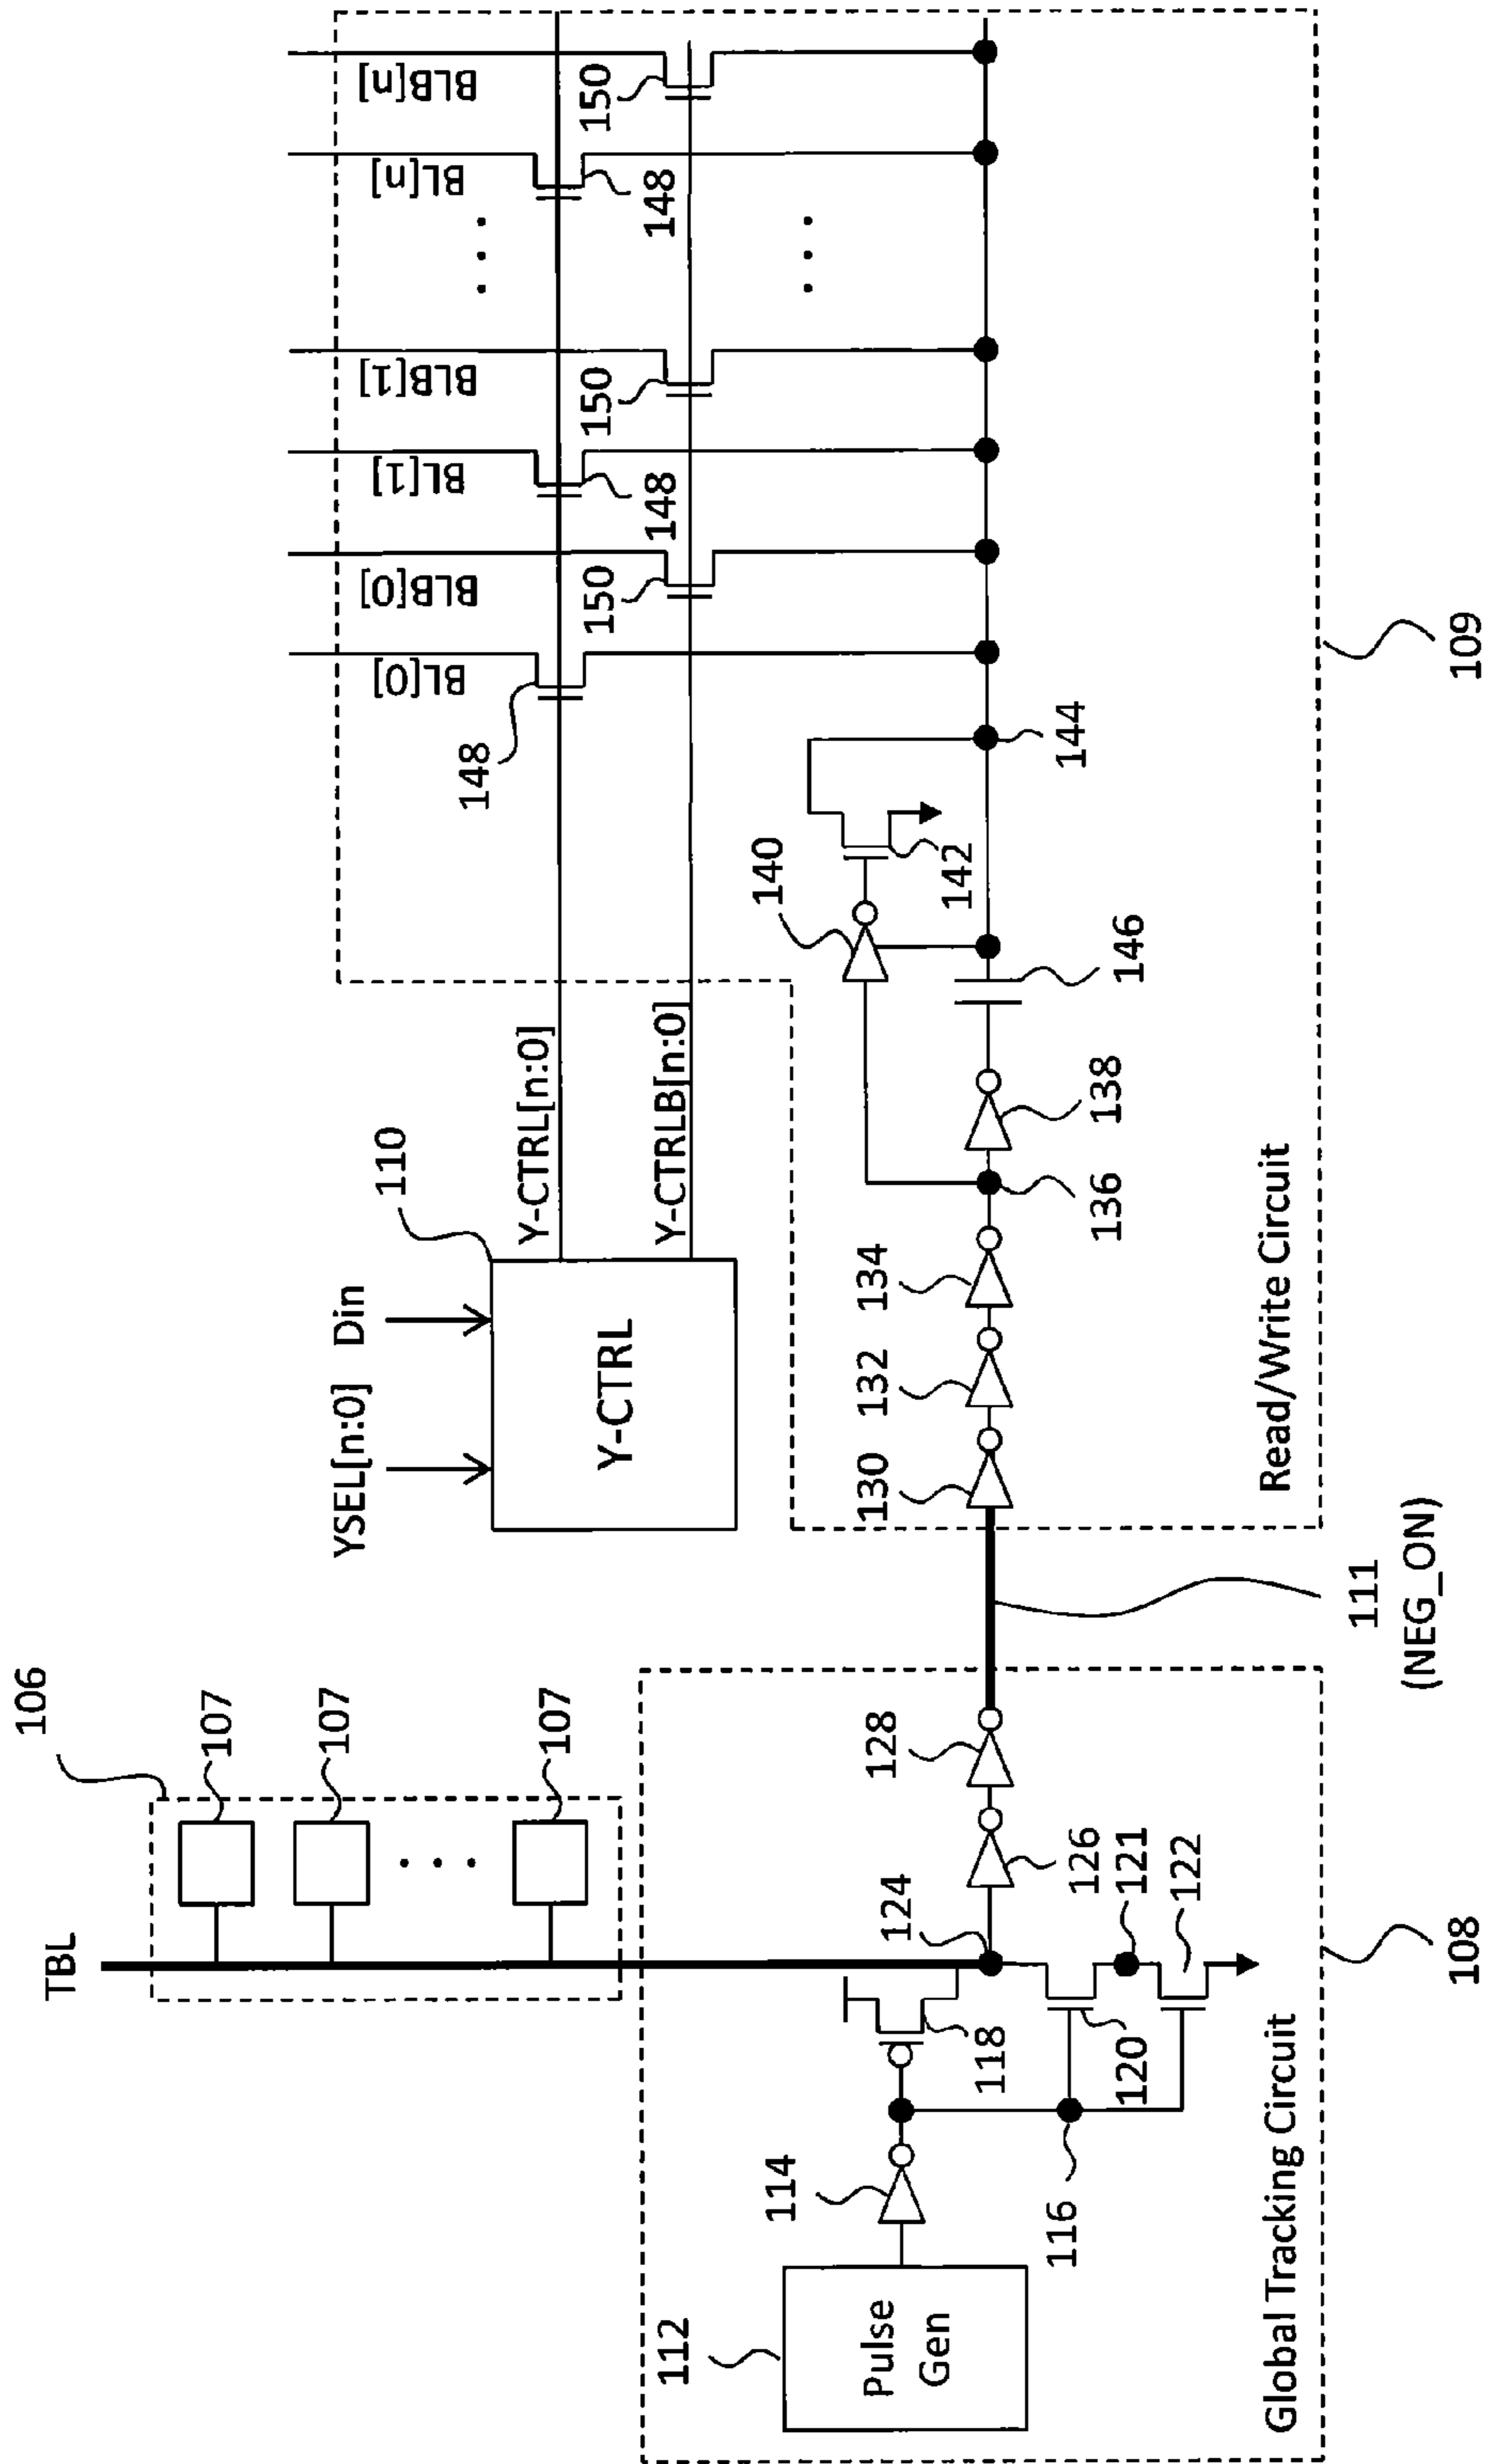 TBL
106
107
107
107
YSEL[n:0]
Din
110
Y-CTRL
Y-CTRL[n:0]
Y-CTRLB[n:0]
BL[0]
BLB[0]
BL[1]
BLB[1]
BL[n]
BLB[n]
148
150
148
150
148
150
. . .
. . .
. . .
112
Pulse
Gen
114
116
118
120
121
122
124
126
128
Global Tracking Circuit
108
111
(NEG_ON)
130
132
134
136
138
140
142
144
146
Read/Write Circuit
109